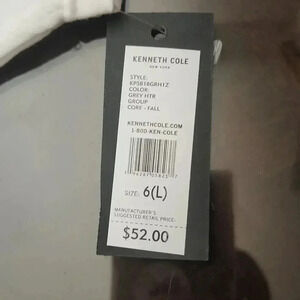 KENNETH COLE
NEW YORK
STYLE:
KPSB18GRH1Z
COLOR:
GREY HTR
GROUP
CORE - FALL
KENNETHCOLE.COM
1-800-KEN-COLE
SIZE: 6(L)
MANUFACTURER'S
SUGGESTED RETAIL PRICE
$52.00